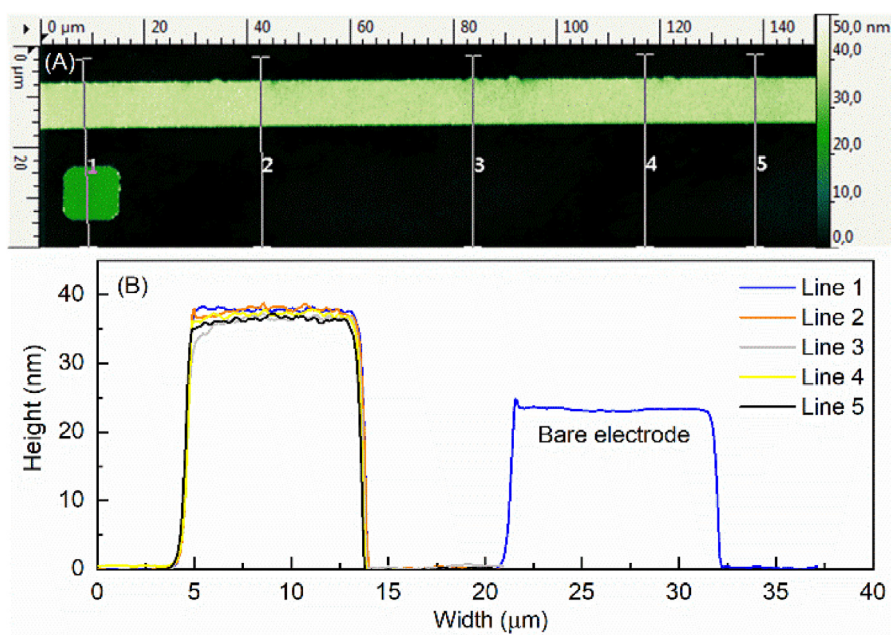 0 µm 20 40 60 80 100 120 140
50,0 nm
(A)
40,0
0 µm
30,0
1 2 3 4 5
20
10,0
0,0
(B)
40
Line 1
Line 2
30
Line 3
Line 4
Line 5
Height (nm)
20
Bare electrode
10
0
0 5 10 15 20 25 30 35 40
Width (µm)